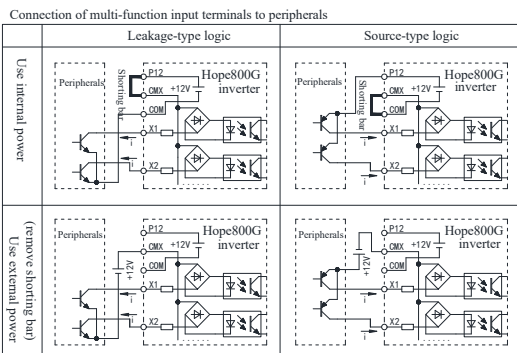 Connection of multi-function input terminals to peripherals
Leakage-type logic
Source-type logic
Use internal power
Peripherals
Shorting bar
P12
CMX
+12V
COM
X1
X2
i
i
Hope800G
inverter
Peripherals
Shorting bar
P12
CMX
+12V
COM
X1
X2
i
i
Hope800G
inverter
Use external power
(remove shorting bar)
Peripherals
+12V
P12
CMX
+12V
COM
X1
X2
i
i
Hope800G
inverter
Peripherals
+12V
P12
CMX
+12V
COM
X1
X2
i
i
Hope800G
inverter